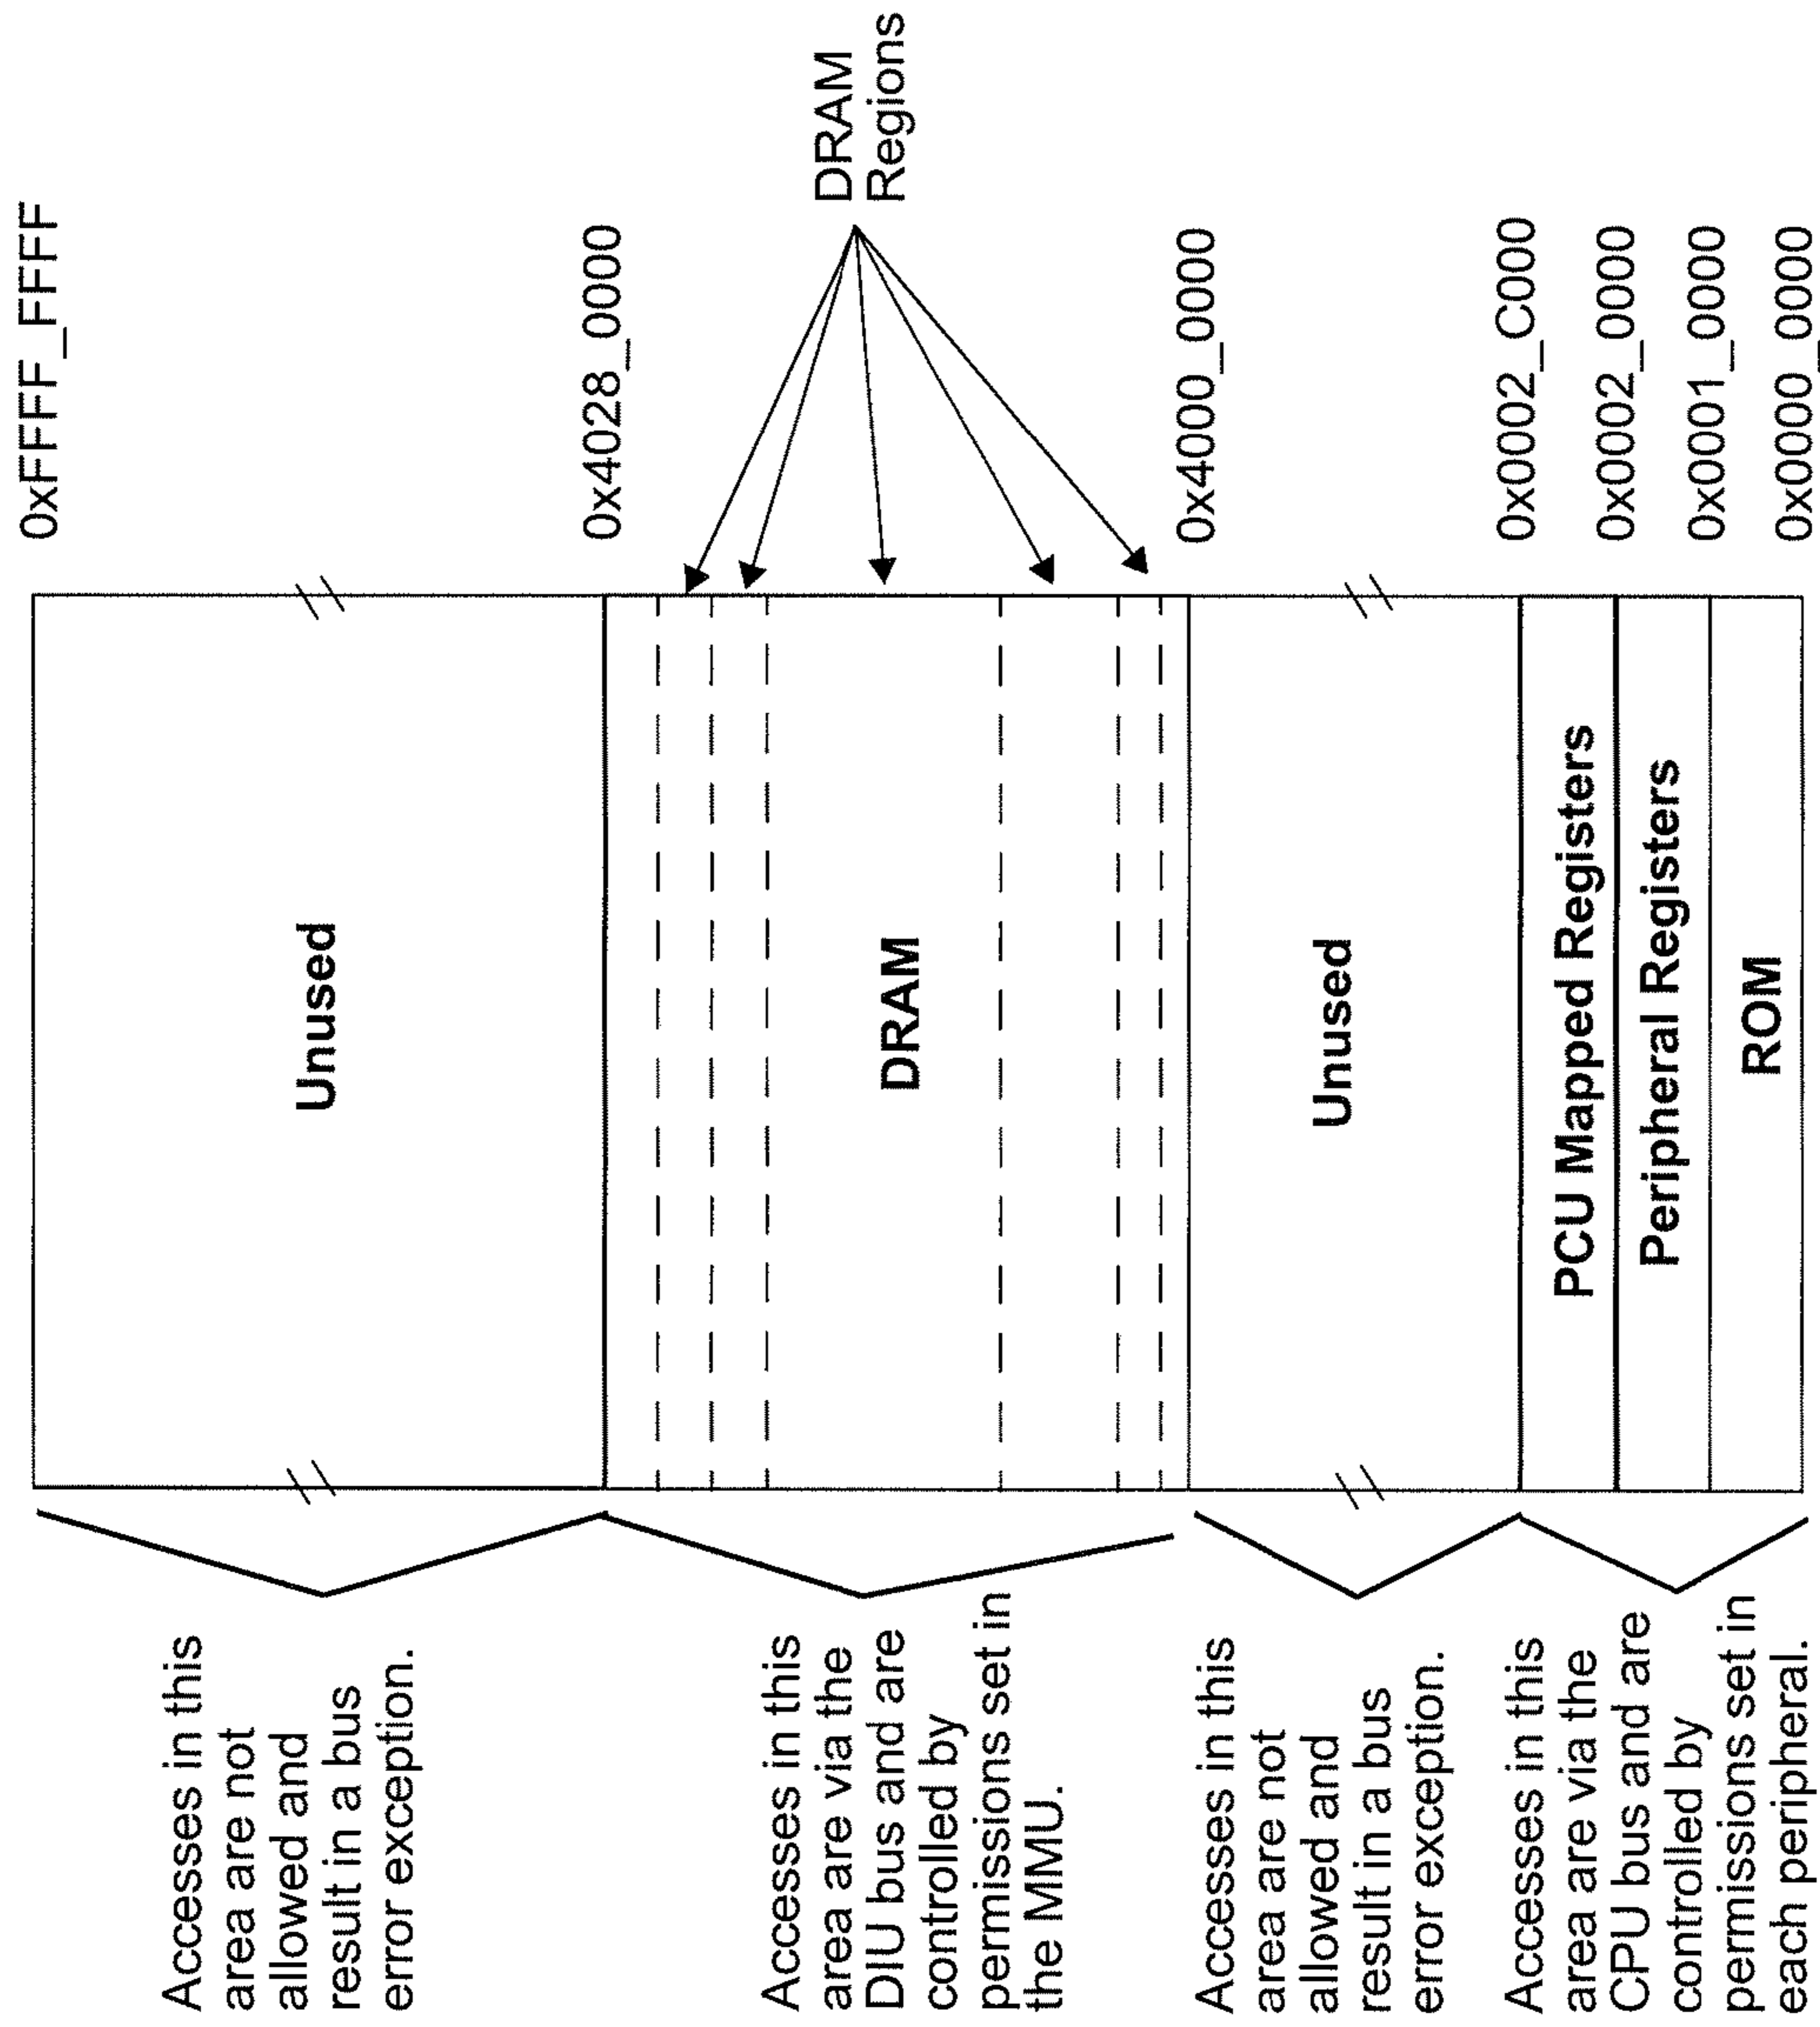 0xFFFF_FFFF
Unused
Accesses in this
area are not
allowed and
result in a bus
error exception.
0x4028_0000
DRAM
Regions
DRAM
Accesses in this
area are via the
DIU bus and are
controlled by
permissions set in
the MMU.
0x4000_0000
Unused
Accesses in this
area are not
allowed and
result in a bus
error exception.
0x0002_C000
PCU Mapped Registers
0x0002_0000
Peripheral Registers
0x0001_0000
ROM
0x0000_0000
Accesses in this
area are via the
CPU bus and are
controlled by
permissions set in
each peripheral.